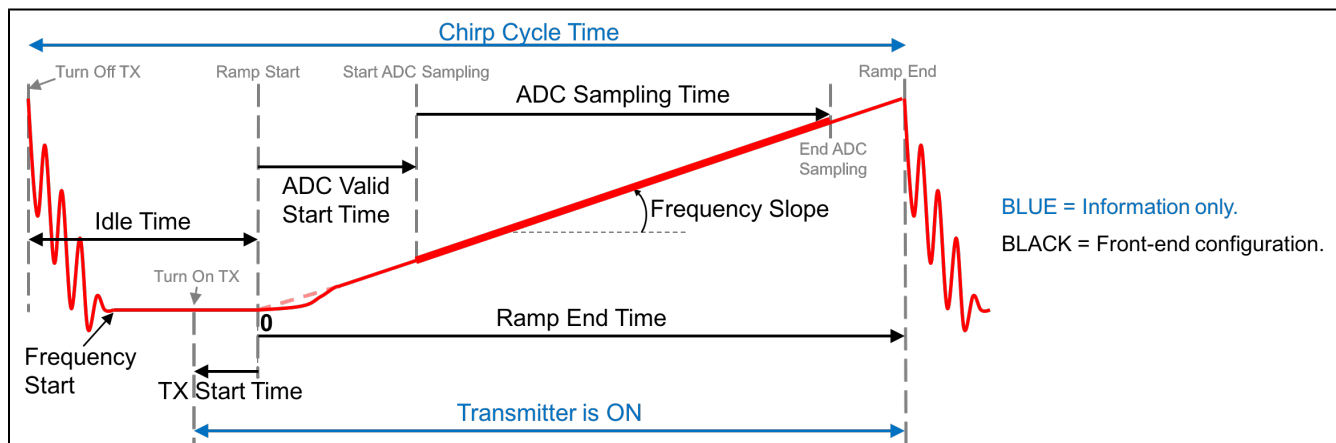 Chirp Cycle Time
Turn Off TX
Ramp Start
Start ADC Sampling
Ramp End
ADC Sampling Time
End ADC
Sampling
ADC Valid
Start Time
Idle Time
Frequency Slope
BLUE = Information only.
BLACK = Front-end configuration.
Turn On TX
0
Ramp End Time
Frequency
Start
TX Start Time
Transmitter is ON